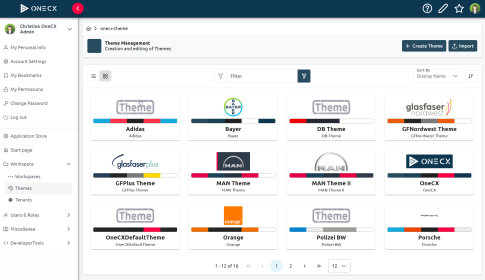 ONECX
Christina OneCX
Admin
My Personal Info
Account Settings
My Bookmarks
My Permissions
Change Password
Log out
Application Store
Start page
Workspace
Workspaces
Themes
Tenants
Users & Roles
Miscellanea
DeveloperTools
onecx-theme
Theme Management
Creation and editing of Themes
Create Theme
Import
Filter
Sort By
Display Name
Theme
Adidas
Adidas
BAYER
Bayer
Bayer
Theme
DB Theme
DB Theme
glasfaser
nordwest
GFNordwest Theme
GFNordwest Theme
glasfaserplus
GFPlus Theme
GFPlus Theme
MAN
MAN Theme
MAN Theme
MAN
MAN Theme II
MAN Theme II
ONECX
OneCX
OneCX
Theme
OneCXDefaultTheme
OneCXDefaultTheme
orange
Orange
Orange
Theme
Polizei BW
Polizei BW
Porsche
Porsche
1 - 12 of 16
1
2
12